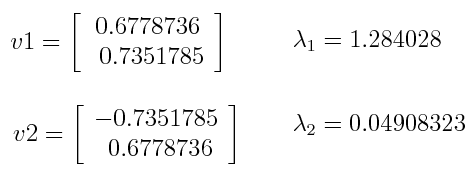 v1 = [ 0.6778736 0.7351785 ] λ₁ = 1.284028
v2 = [ −0.7351785 0.6778736 ] λ₂ = 0.04908323